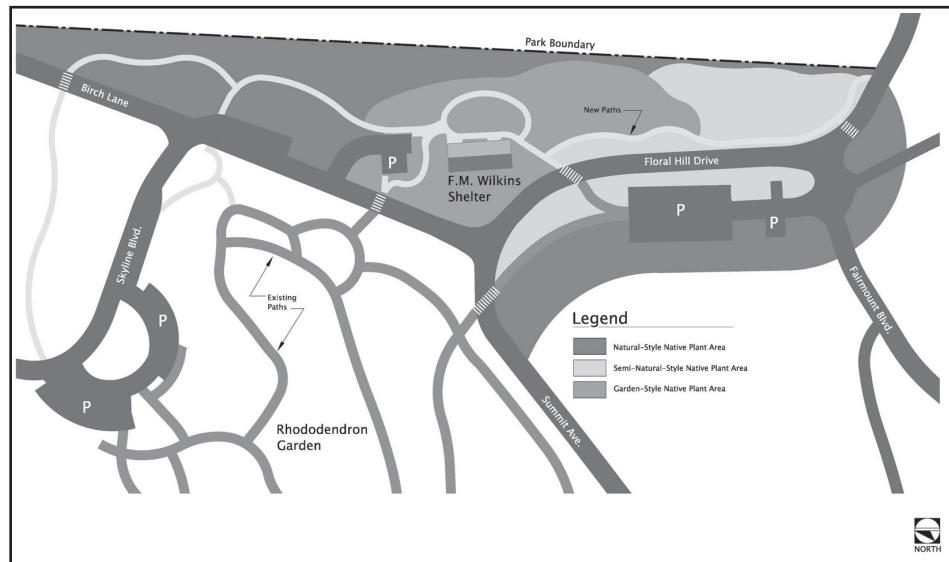 Park Boundary
New Paths
Birch Lane
P
Floral Hill Drive
F.M. Wilkins
Shelter
P
P
Skyline Blvd.
Fairmount Blvd.
Existing
Paths
P
P
Legend
Natural-Style Native Plant Area
Semi-Natural-Style Native Plant Area
Garden-Style Native Plant Area
Rhododendron
Garden
Summit Ave.
NORTH